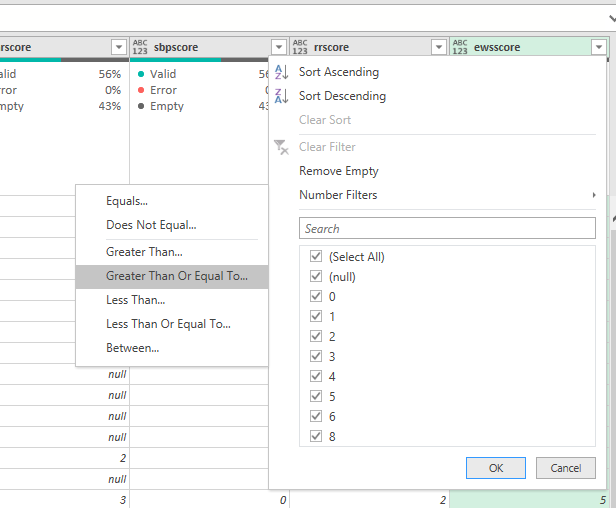 rscore
ABC 123 sbpscore
ABC 123 rrscore
ABC 123 ewsscore
alid 56%
rror 0%
mpty 43%
Valid 56
Error
Empty 43
Sort Ascending
Sort Descending
Clear Sort
Clear Filter
Remove Empty
Number Filters
Search
(Select All)
(null)
0
1
2
3
4
5
6
8
OK Cancel
Equals...
Does Not Equal...
Greater Than...
Greater Than Or Equal To...
Less Than...
Less Than Or Equal To...
Between...
null
null
null
null
2
null
3 0 2 5